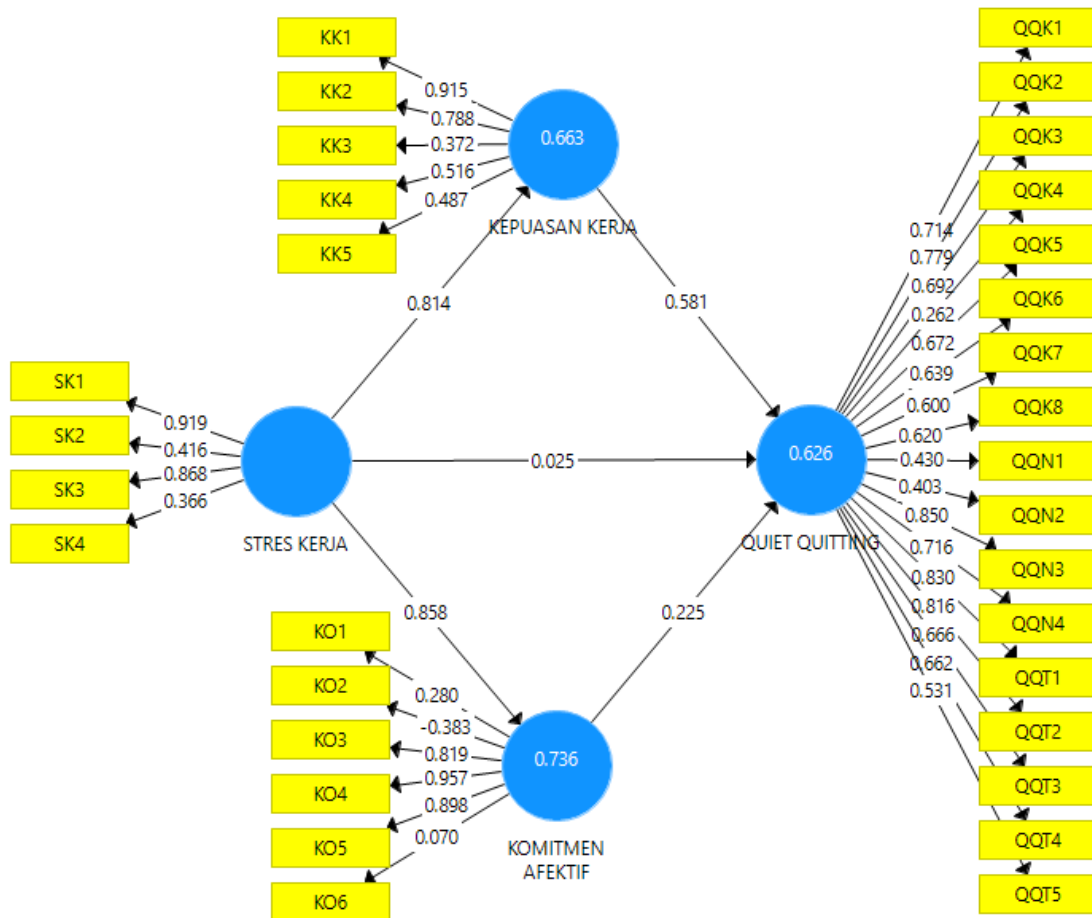 KK1
KK2
KK3
KK4
KK5
0.915
0.788
0.372
0.516
0.487
0.663
KEPUASAN KERJA
0.814
0.581
SK1
SK2
SK3
SK4
0.919
0.416
0.868
0.366
STRES KERJA
0.025
0.626
QUIET QUITTING
0.858
0.225
KO1
KO2
KO3
KO4
KO5
KO6
0.280
-0.383
0.819
0.957
0.898
0.070
0.736
KOMITMEN
AFEKTIF
0.714
0.779
0.692
0.262
0.672
0.639
0.600
0.620
0.430
0.403
0.850
0.716
0.830
0.816
0.666
0.662
0.531
QQK1
QQK2
QQK3
QQK4
QQK5
QQK6
QQK7
QQK8
QQN1
QQN2
QQN3
QQN4
QQT1
QQT2
QQT3
QQT4
QQT5